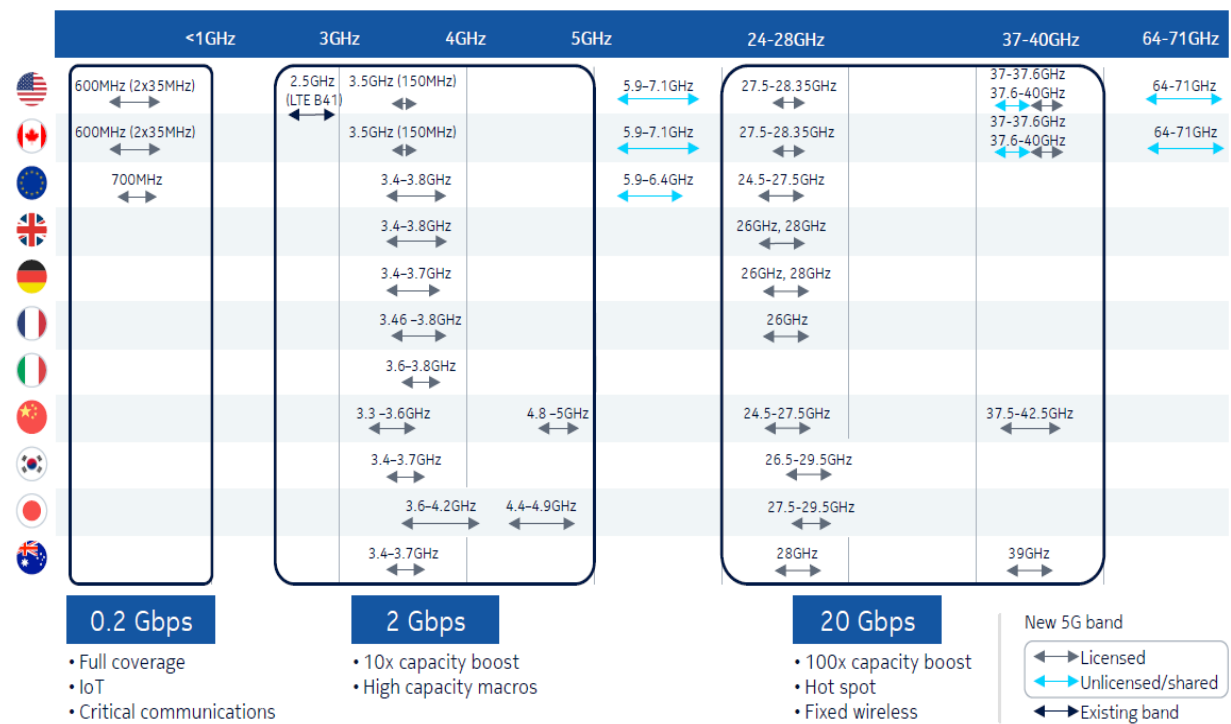 <1GHz 3GHz 4GHz 5GHz 24-28GHz 37-40GHz 64-71GHz
600MHz (2x35MHz) 2.5GHz (LTE B41) 3.5GHz (150MHz) 5.9–7.1GHz 27.5-28.35GHz 37-37.6GHz 37.6-40GHz 64-71GHz
600MHz (2x35MHz) 3.5GHz (150MHz) 5.9–7.1GHz 27.5-28.35GHz 37-37.6GHz 37.6-40GHz 64-71GHz
700MHz 3.4–3.8GHz 5.9–6.4GHz 24.5-27.5GHz
3.4–3.8GHz 26GHz, 28GHz
3.4–3.7GHz 26GHz, 28GHz
3.46 –3.8GHz 26GHz
3.6–3.8GHz
3.3 –3.6GHz 4.8 –5GHz 24.5-27.5GHz 37.5-42.5GHz
3.4–3.7GHz 26.5-29.5GHz
3.6–4.2GHz 4.4–4.9GHz 27.5-29.5GHz
3.4–3.7GHz 28GHz 39GHz
0.2 Gbps
• Full coverage
• IoT
• Critical communications
2 Gbps
• 10x capacity boost
• High capacity macros
20 Gbps
• 100x capacity boost
• Hot spot
• Fixed wireless
New 5G band
Licensed
Unlicensed/shared
Existing band